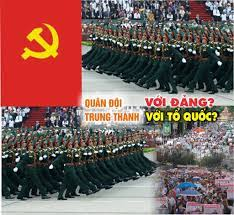 QUÂN ĐỘI
TRUNG THÀNH
VỚI ĐẢNG?
VỚI TỔ QUỐC?